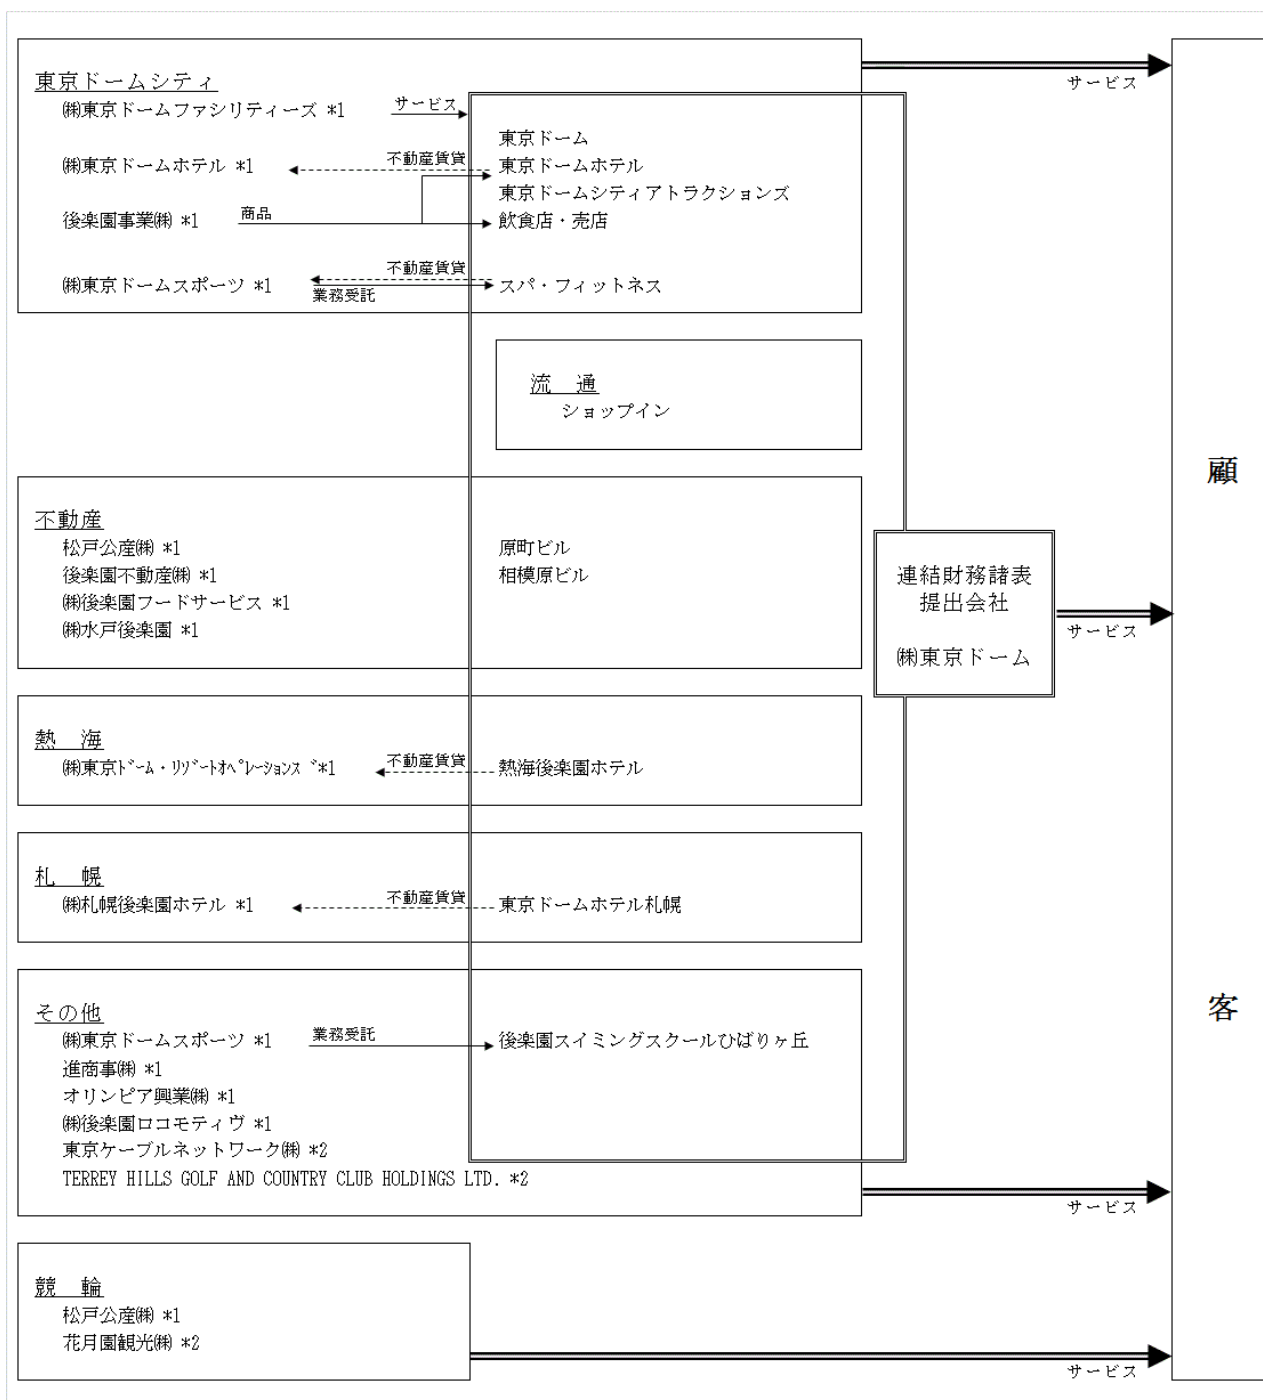 東京ドームシティ
サービス
㈱東京ドームファシリティーズ *1
サービス
東京ドーム
㈱東京ドームホテル *1
不動産賃貸
東京ドームホテル
東京ドームシティアトラクションズ
後楽園事業㈱ *1
商品
飲食店・売店
㈱東京ドームスポーツ *1
不動産賃貸
業務受託
スパ・フィットネス
流　通
ショップイン
顧
客
不動産
松戸公産㈱ *1
原町ビル
後楽園不動産㈱ *1
相模原ビル
㈱後楽園フードサービス *1
㈱水戸後楽園 *1
連結財務諸表
提出会社
㈱東京ドーム
サービス
熱　海
㈱東京ﾄﾞｰﾑ・ﾘｿﾞｰﾄｵﾍﾟﾚｰｼｮﾝｽﾞ*1
不動産賃貸
熱海後楽園ホテル
札　幌
㈱札幌後楽園ホテル *1
不動産賃貸
東京ドームホテル札幌
その他
㈱東京ドームスポーツ *1
業務受託
後楽園スイミングスクールひばりヶ丘
進商事㈱ *1
オリンピア興業㈱ *1
㈱後楽園ロコモティヴ *1
東京ケーブルネットワーク㈱ *2
TERREY HILLS GOLF AND COUNTRY CLUB HOLDINGS LTD. *2
サービス
競　輪
松戸公産㈱ *1
花月園観光㈱ *2
サービス